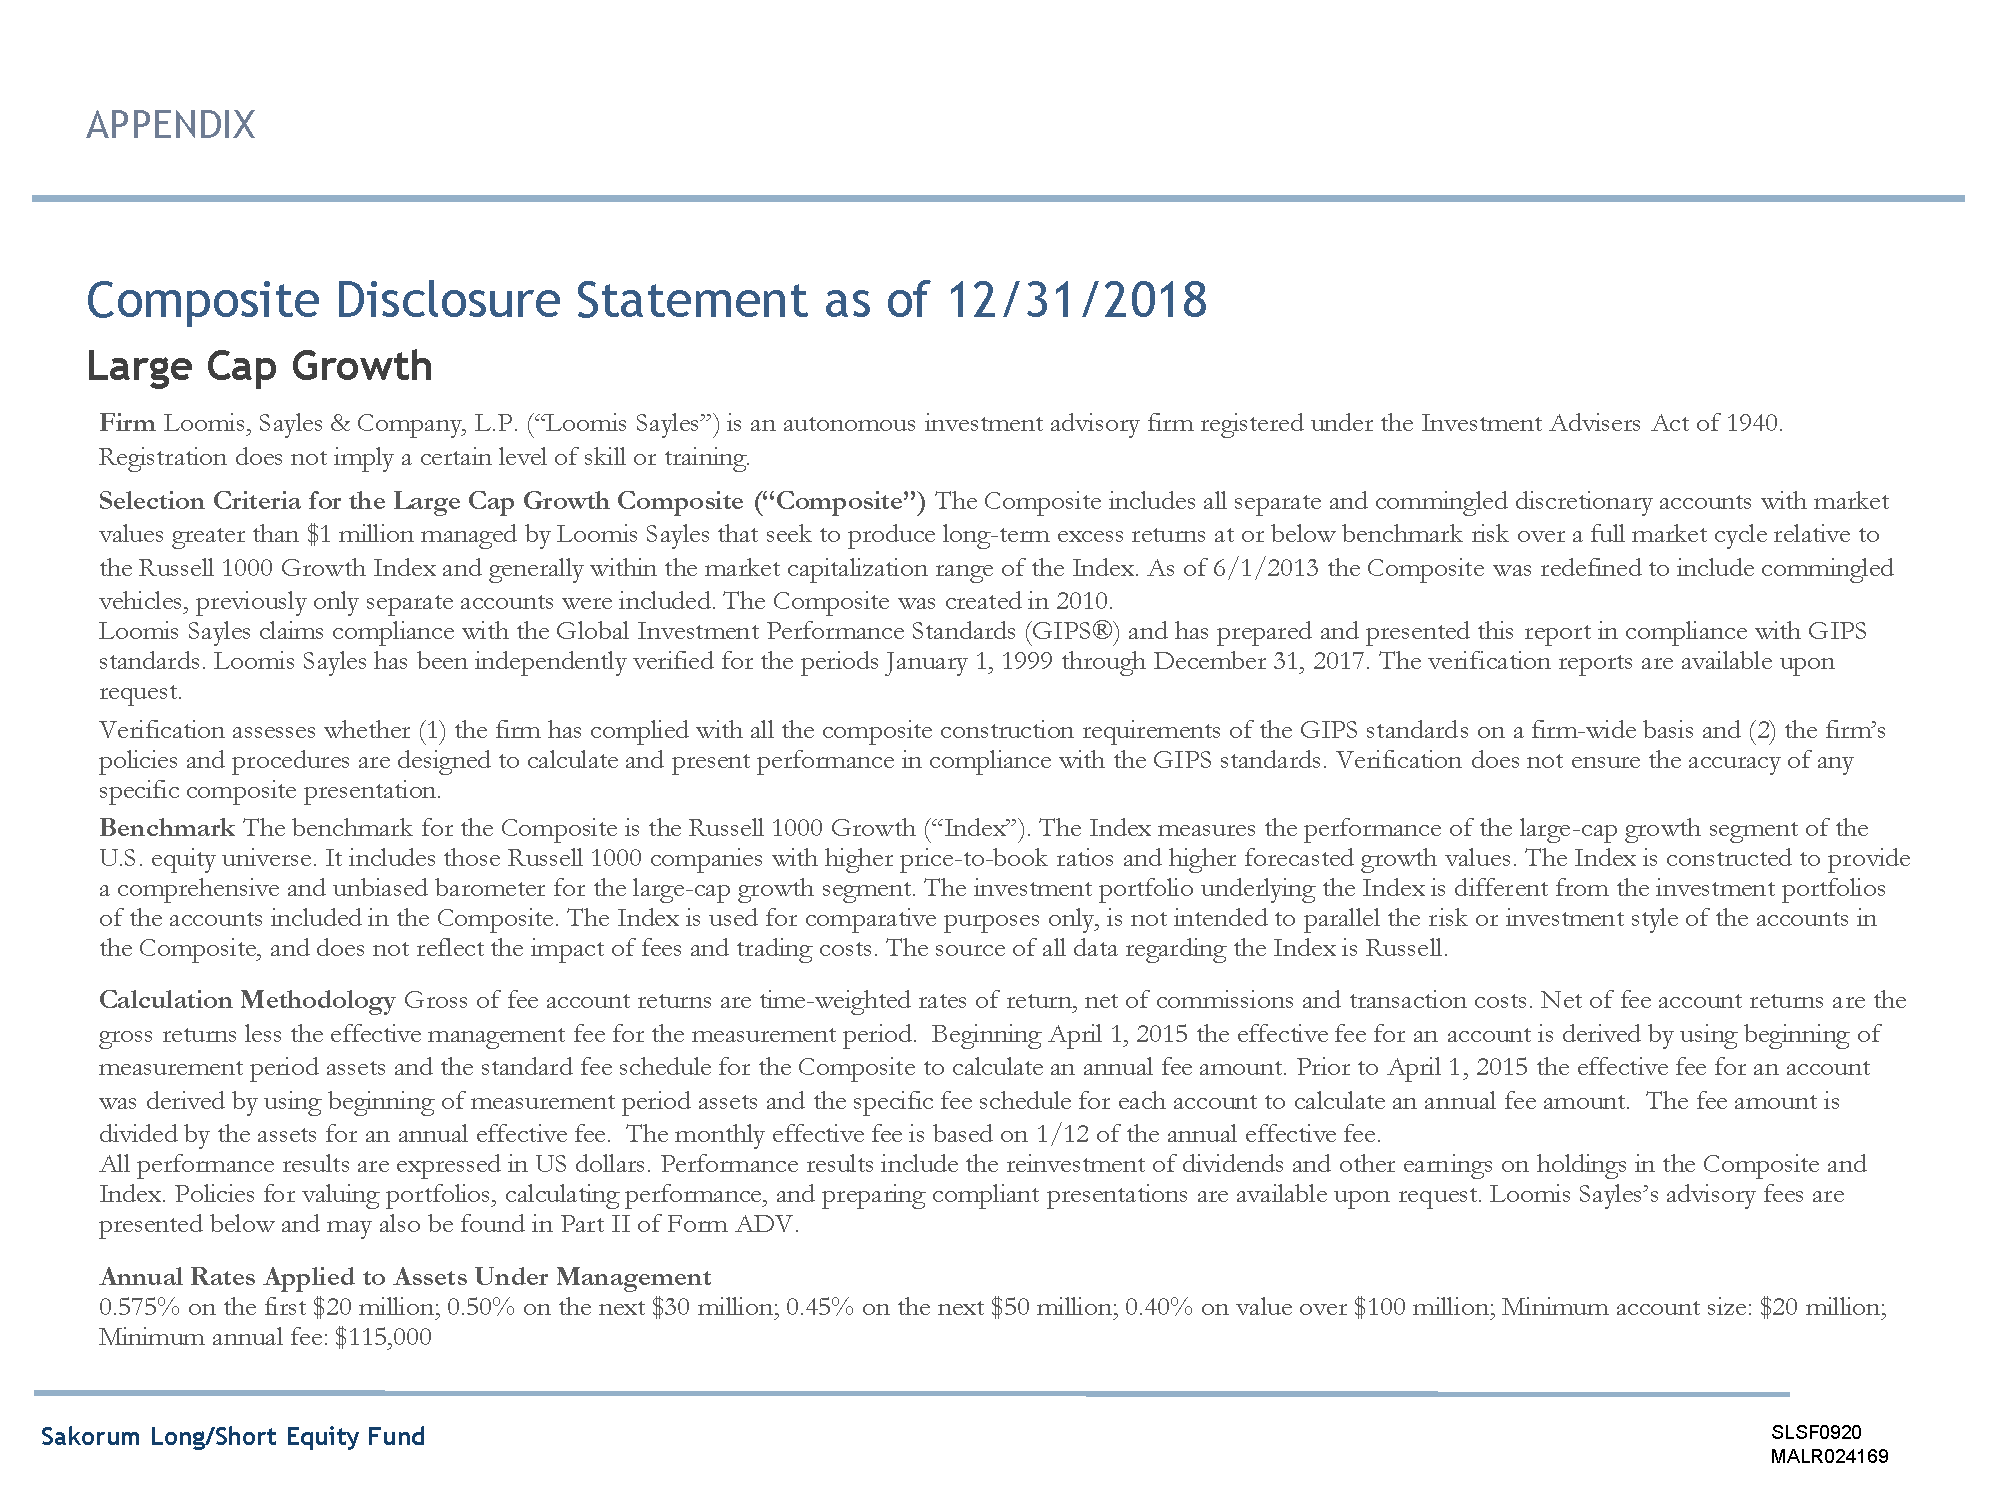 APPENDIX
Composite Disclosure Statement as of 12/31/2018
Large Cap Growth
Firm Loomis, Sayles & Company, L.P. (“Loomis Sayles”) is an autonomous investment advisory firm registered under the Investment Advisers Act of 1940.
Registration does not imply a certain level of skill or training.
Selection Criteria for the Large Cap Growth Composite (“Composite”) The Composite includes all separate and commingled discretionary accounts with market
values greater than $1 million managed by Loomis Sayles that seek to produce long-term excess returns at or below benchmark risk over a full market cycle relative to
the Russell 1000 Growth Index and generally within the market capitalization range of the Index. As of 6/1/2013 the Composite was redefined to include commingled
vehicles, previously only separate accounts were included. The Composite was created in 2010.
Loomis Sayles claims compliance with the Global Investment Performance Standards (GIPS®) and has prepared and presented this report in compliance with GIPS
standards. Loomis Sayles has been independently verified for the periods January 1, 1999 through December 31, 2017. The verification reports are available upon
request.
Verification assesses whether (1) the firm has complied with all the composite construction requirements of the GIPS standards on a firm-wide basis and (2) the firm’s
policies and procedures are designed to calculate and present performance in compliance with the GIPS standards. Verification does not ensure the accuracy of any
specific composite presentation.
Benchmark The benchmark for the Composite is the Russell 1000 Growth (“Index”). The Index measures the performance of the large-cap growth segment of the
U.S. equity universe. It includes those Russell 1000 companies with higher price-to-book ratios and higher forecasted growth values. The Index is constructed to provide
a comprehensive and unbiased barometer for the large-cap growth segment. The investment portfolio underlying the Index is different from the investment portfolios
of the accounts included in the Composite. The Index is used for comparative purposes only, is not intended to parallel the risk or investment style of the accounts in
the Composite, and does not reflect the impact of fees and trading costs. The source of all data regarding the Index is Russell.
Calculation Methodology Gross of fee account returns are time-weighted rates of return, net of commissions and transaction costs. Net of fee account returns are the
gross returns less the effective management fee for the measurement period. Beginning April 1, 2015 the effective fee for an account is derived by using beginning of
measurement period assets and the standard fee schedule for the Composite to calculate an annual fee amount. Prior to April 1, 2015 the effective fee for an account
was derived by using beginning of measurement period assets and the specific fee schedule for each account to calculate an annual fee amount. The fee amount is
divided by the assets for an annual effective fee. The monthly effective fee is based on 1/12 of the annual effective fee.
All performance results are expressed in US dollars. Performance results include the reinvestment of dividends and other earnings on holdings in the Composite and
Index. Policies for valuing portfolios, calculating performance, and preparing compliant presentations are available upon request. Loomis Sayles’s advisory fees are
presented below and may also be found in Part II of Form ADV.
Annual Rates Applied to Assets Under Management
0.575% on the first $20 million; 0.50% on the next $30 million; 0.45% on the next $50 million; 0.40% on value over $100 million; Minimum account size: $20 million;
Minimum annual fee: $115,000
Sakorum Long/Short Equity Fund
SLSF0920
MALR024169